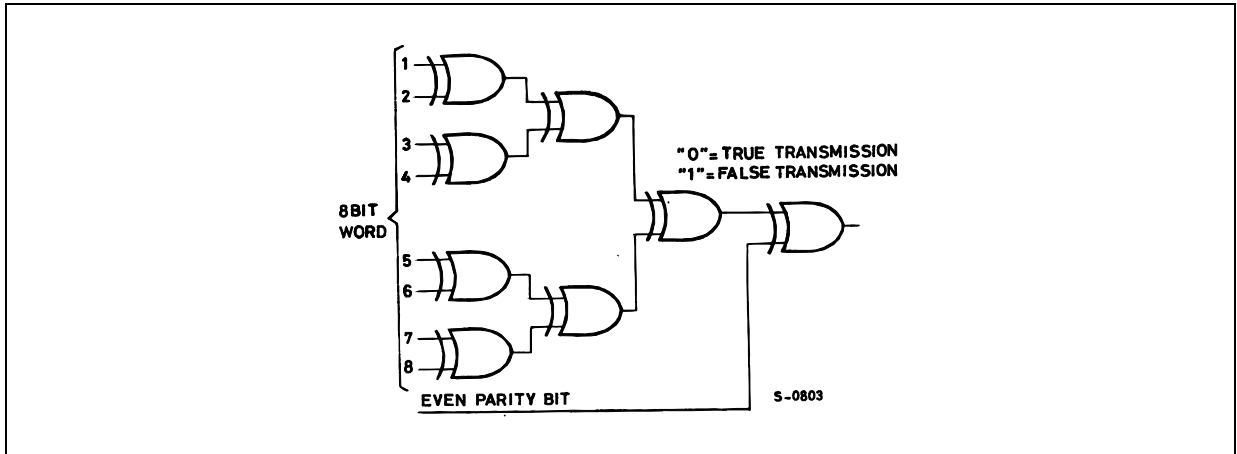 1
2
3
4
"0"=TRUE TRANSMISSION
"1"=FALSE TRANSMISSION
8BIT
WORD
5
6
7
8
EVEN PARITY BIT
S-0803